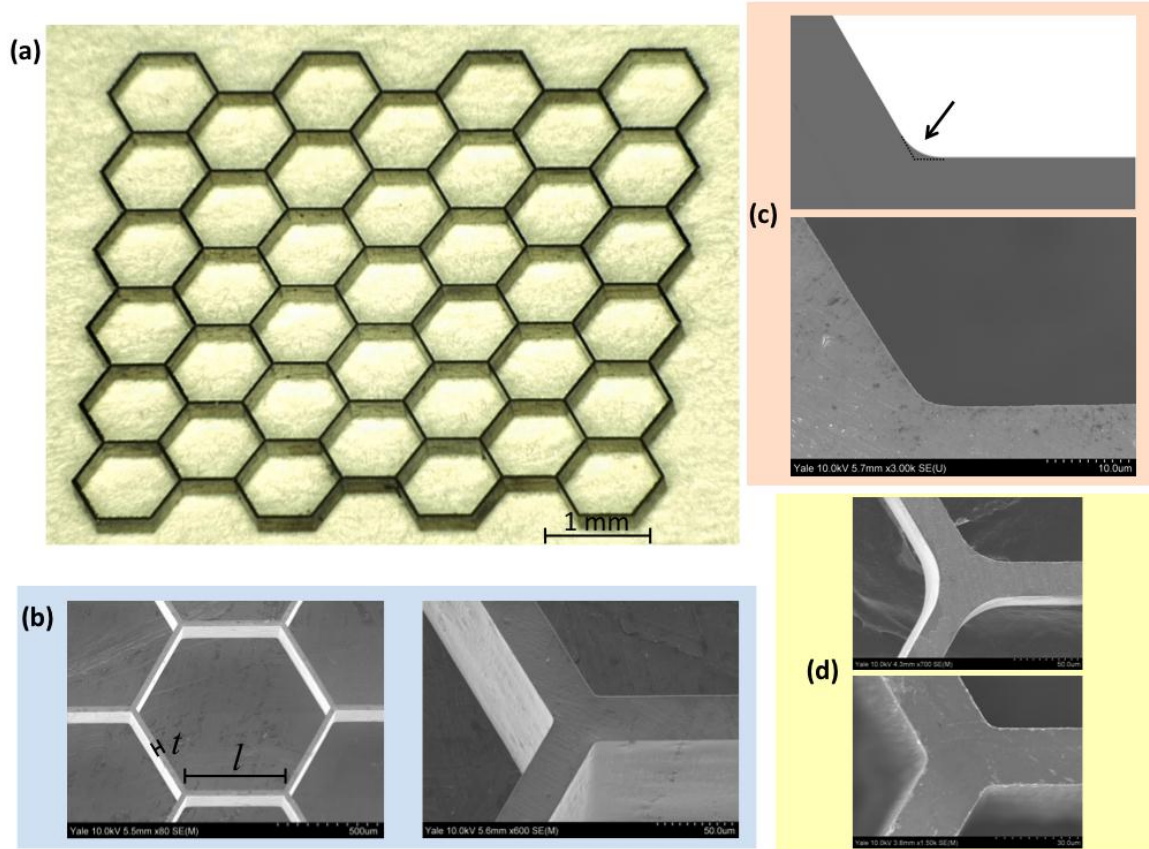 (a)
1 mm
(b)
t
l
Yale 10.0kV 5.5mm x80 SE(M)
500um
Yale 10.0kV 5.6mm x600 SE(M)
50.0um
(c)
Yale 10.0kV 5.7mm x3.00k SE(U)
10.0um
(d)
Yale 10.0kV 4.3mm x700 SE(M)
50.0um
Yale 10.0kV 3.8mm x1.50k SE(M)
30.0um